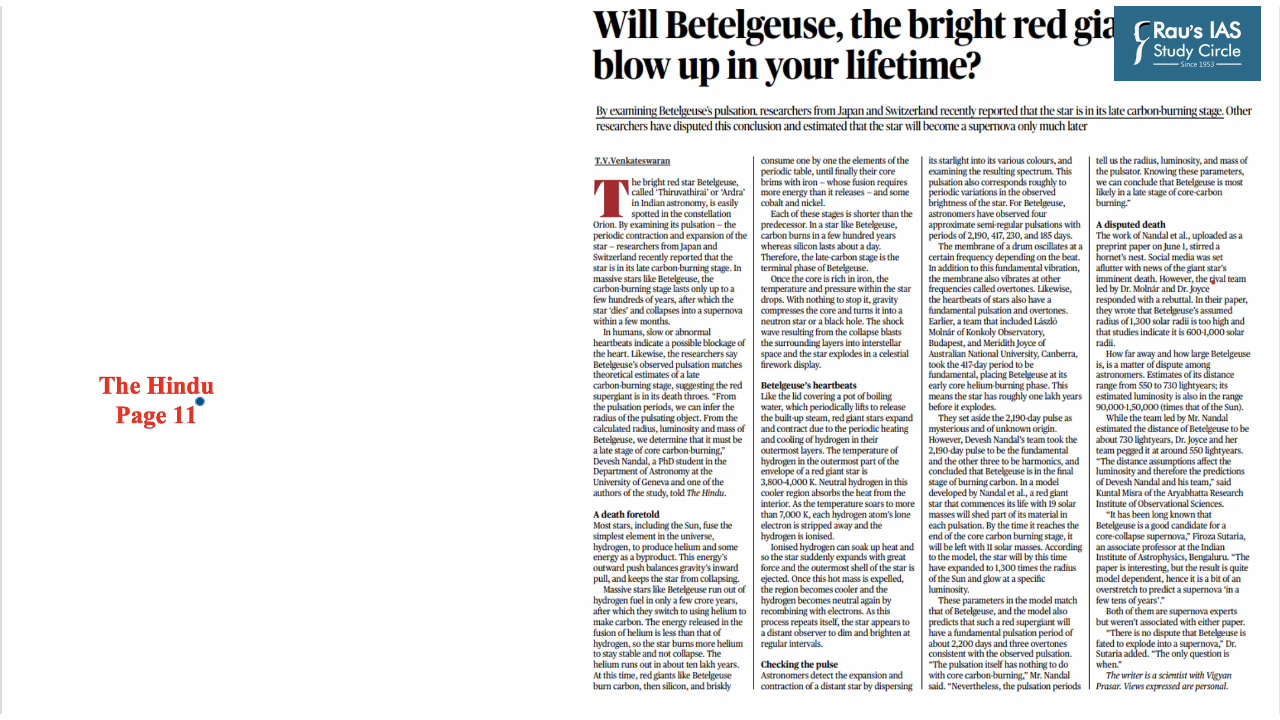 Will Betelgeuse, the bright red gia
blow up in your lifetime?
Rau's IAS
Study Circle
Since 1953
By examining Betelgeuse's pulsation, researchers from Japan and Switzerland recently reported that the star is in its late carbon-burning stage. Other
researchers have disputed this conclusion and estimated that the star will become a supernova only much later
The Hindu
Page 11
T.V.Venkateswaran
The bright red star Betelgeuse,
called 'Thiruvathirai' or 'Ardra'
in Indian astronomy, is easily
spotted in the constellation
Orion. By examining its pulsation – the
periodic contraction and expansion of the
star – researchers from Japan and
Switzerland recently reported that the
star is in its late carbon-burning stage. In
massive stars like Betelgeuse, the
carbon-burning stage lasts only up to a
few hundreds of years, after which the
star 'dies' and collapses into a supernova
within a few months.
In humans, slow or abnormal
heartbeats indicate a possible blockage of
the heart. Likewise, the researchers say
Betelgeuse's observed pulsation matches
theoretical estimates of a late
carbon-burning stage, suggesting the red
supergiant is in its death throes. "From
the pulsation periods, we can infer the
radius of the pulsating object. From the
calculated radius, luminosity and mass of
Betelgeuse, we determine that it must be
a late stage of core carbon-burning,"
Devesh Nandal, a PhD student in the
Department of Astronomy at the
University of Geneva and one of the
authors of the study, told The Hindu.
A death foretold
Most stars, including the Sun, fuse the
simplest element in the universe,
hydrogen, to produce helium and some
energy as a byproduct. This energy's
outward push balances gravity's inward
pull, and keeps the star from collapsing.
Massive stars like Betelgeuse run out of
hydrogen fuel in only a few crore years,
after which they switch to using helium to
make carbon. The energy released in the
fusion of helium is less than that of
hydrogen, so the star burns more helium
to stay stable and not collapse. The
helium runs out in about ten lakh years.
At this time, red giants like Betelgeuse
burn carbon, then silicon, and briskly
consume one by one the elements of the
periodic table, until finally their core
brims with iron – whose fusion requires
more energy than it releases – and some
cobalt and nickel.
Each of these stages is shorter than the
predecessor. In a star like Betelgeuse,
carbon burns in a few hundred years
whereas silicon lasts about a day.
Therefore, the late-carbon stage is the
terminal phase of Betelgeuse.
Once the core is rich in iron, the
temperature and pressure within the star
drops. With nothing to stop it, gravity
compresses the core and turns it into a
neutron star or a black hole. The shock
wave resulting from the collapse blasts
the surrounding layers into interstellar
space and the star explodes in a celestial
firework display.
Betelgeuse's heartbeats
Like the lid covering a pot of boiling
water, which periodically lifts to release
the built-up steam, red giant stars expand
and contract due to the periodic heating
and cooling of hydrogen in their
outermost layers. The temperature of
hydrogen in the outermost part of the
envelope of a red giant star is
3,800-4,000 K. Neutral hydrogen in this
cooler region absorbs the heat from the
interior. As the temperature soars to more
than 7,000 K, each hydrogen atom's lone
electron is stripped away and the
hydrogen is ionised.
Ionised hydrogen can soak up heat and
so the star suddenly expands with great
force and the outermost shell of the star is
ejected. Once this hot mass is expelled,
the region becomes cooler and the
hydrogen becomes neutral again by
recombining with electrons. As this
process repeats itself, the star appears to
a distant observer to dim and brighten at
regular intervals.
Checking the pulse
Astronomers detect the expansion and
contraction of a distant star by dispersing
its starlight into its various colours, and
examining the resulting spectrum. This
pulsation also corresponds roughly to
periodic variations in the observed
brightness of the star. For Betelgeuse,
astronomers have observed four
approximate semi-regular pulsations with
periods of 2,190, 417, 230, and 185 days.
The membrane of a drum oscillates at a
certain frequency depending on the beat.
In addition to this fundamental vibration,
the membrane also vibrates at other
frequencies called overtones. Likewise,
the heartbeats of stars also have a
fundamental pulsation and overtones.
Earlier, a team that included László
Molnár of Konkoly Observatory,
Budapest, and Meridith Joyce of
Australian National University, Canberra,
took the 417-day period to be
fundamental, placing Betelgeuse at its
early core helium-burning phase. This
means the star has roughly one lakh years
before it explodes.
They set aside the 2,190-day pulse as
mysterious and of unknown origin.
However, Devesh Nandal's team took the
2,190-day pulse to be the fundamental
and the other three to be harmonics, and
concluded that Betelgeuse is in the final
stage of burning carbon. In a model
developed by Nandal et al., a red giant
star that commences its life with 19 solar
masses will shed part of its material in
each pulsation. By the time it reaches the
end of the core carbon burning stage, it
will be left with 11 solar masses. According
to the model, the star will by this time
have expanded to 1,300 times the radius
of the Sun and glow at a specific
luminosity.
These parameters in the model match
that of Betelgeuse, and the model also
predicts that such a red supergiant will
have a fundamental pulsation period of
about 2,200 days and three overtones
consistent with the observed pulsation.
"The pulsation itself has nothing to do
with core carbon-burning," Mr. Nandal
said. "Nevertheless, the pulsation periods
tell us the radius, luminosity, and mass of
the pulsator. Knowing these parameters,
we can conclude that Betelgeuse is most
likely in a late stage of core-carbon
burning."
A disputed death
The work of Nandal et al., uploaded as a
preprint paper on June 1, stirred a
hornet's nest. Social media was set
aflutter with news of the giant star's
imminent death. However, the rival team
led by Dr. Molnár and Dr. Joyce
responded with a rebuttal. In their paper,
they wrote that Betelgeuse's assumed
radius of 1,300 solar radii is too high and
that studies indicate it is 600-1,000 solar
radii.
How far away and how large Betelgeuse
is, is a matter of dispute among
astronomers. Estimates of its distance
range from 550 to 730 lightyears; its
estimated luminosity is also in the range
90,000-1,50,000 (times that of the Sun).
While the team led by Mr. Nandal
estimated the distance of Betelgeuse to be
about 730 lightyears, Dr. Joyce and her
team pegged it at around 550 lightyears.
"The distance assumptions affect the
luminosity and therefore the predictions
of Devesh Nandal and his team," said
Kuntal Misra of the Aryabhatta Research
Institute of Observational Sciences.
"It has been long known that
Betelgeuse is a good candidate for a
core-collapse supernova," Firoza Sutaria,
an associate professor at the Indian
Institute of Astrophysics, Bengaluru. "The
paper is interesting, but the result is quite
model dependent, hence it is a bit of an
overstretch to predict a supernova 'in a
few tens of years'."
Both of them are supernova experts
but weren't associated with either paper.
"There is no dispute that Betelgeuse is
fated to explode into a supernova," Dr.
Sutaria added. "The only question is
when."
The writer is a scientist with Vigyan
Prasar. Views expressed are personal.